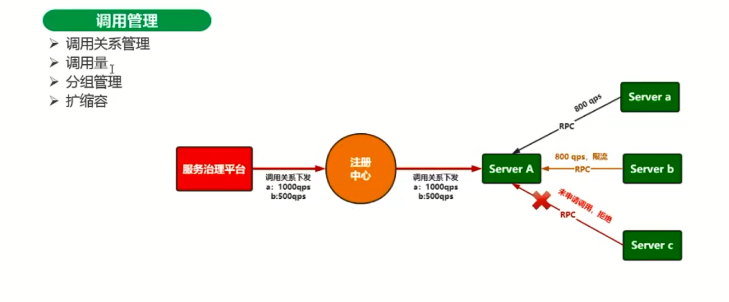 调用管理
调用关系管理
调用量
分组管理
扩缩容
服务治理平台
调用关系下发
a：1000qps
b:500qps
注册
中心
调用关系下发
a：1000qps
b:500qps
Server A
800 qps
RPC
Server a
800 qps，限流
RPC
Server b
未申请调用，拒绝
RPC
Server c